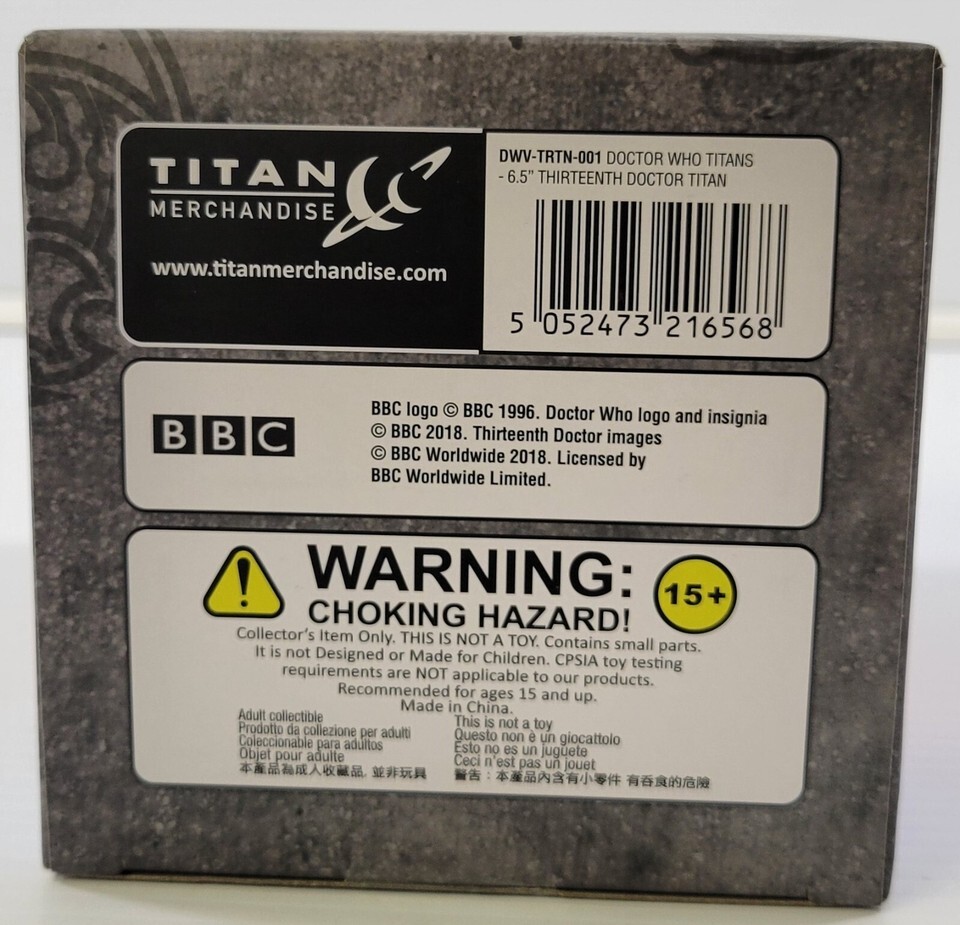 TITAN
MERCHANDISE
www.titanmerchandise.com
DWV-TRTN-001 DOCTOR WHO TITANS
- 6.5" THIRTEENTH DOCTOR TITAN
5 052473 216568
BBC
BBC logo © BBC 1996. Doctor Who logo and insignia
© BBC 2018. Thirteenth Doctor images
© BBC Worldwide 2018. Licensed by
BBC Worldwide Limited.
WARNING:
CHOKING HAZARD!
15+
Collector's Item Only. THIS IS NOT A TOY. Contains small parts.
It is not Designed or Made for Children. CPSIA toy testing
requirements are NOT applicable to our products.
Recommended for ages 15 and up.
Made in China.
Adult collectible
Prodotto da collezione per adulti
Coleccionable para adultos
Objet pour adulte
本產品為成人收藏品, 並非玩具
This is not a toy
Questo non è un giocattolo
Esto no es un juguete
Ceci n'est pas un jouet
警告：本產品內含有小零件 有吞食的危險